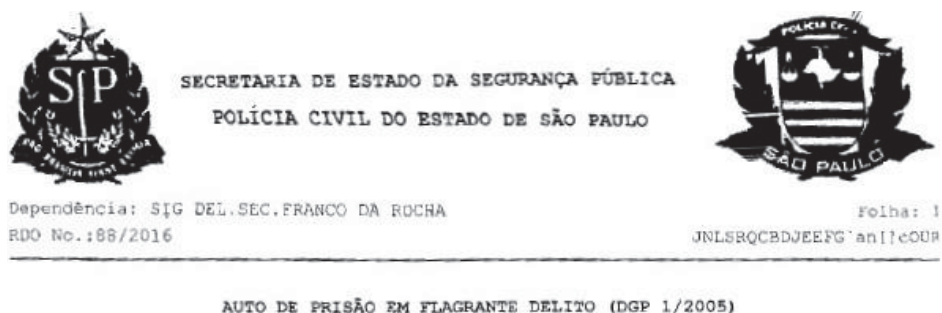 SP
SECRETARIA DE ESTADO DA SEGURANÇA PÚBLICA
POLÍCIA CIVIL DO ESTADO DE SÃO PAULO
SÃO PAULO
Dependência: SIG DEL.SEC.FRANCO DA ROCHA
Folha: 1
RDO No.:88/2016
AUTO DE PRISÃO EM FLAGRANTE DELITO (DGP 1/2005)